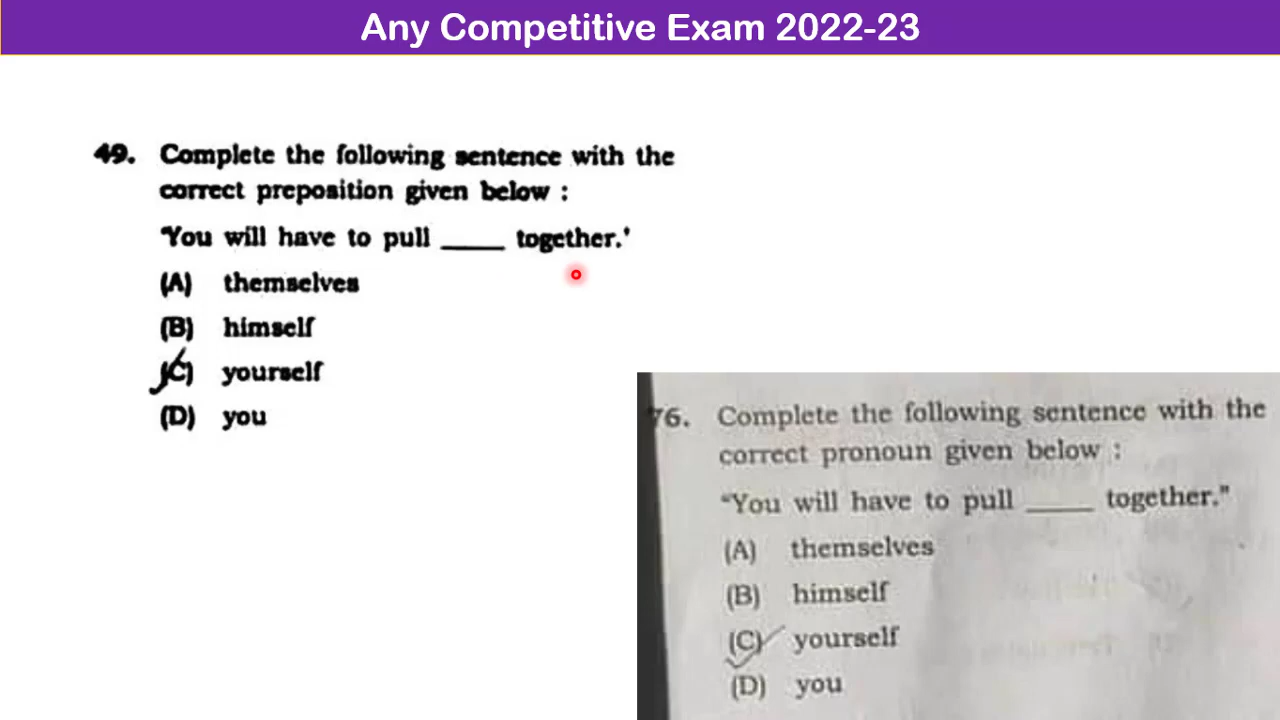 Any Competitive Exam 2022-23
49. Complete the following sentence with the
correct preposition given below :
'You will have to pull ____ together.'
(A) themselves
(B) himself
(C) yourself
(D) you
76. Complete the following sentence with the
correct pronoun given below :
"You will have to pull ____ together."
(A) themselves
(B) himself
(C) yourself
(D) you